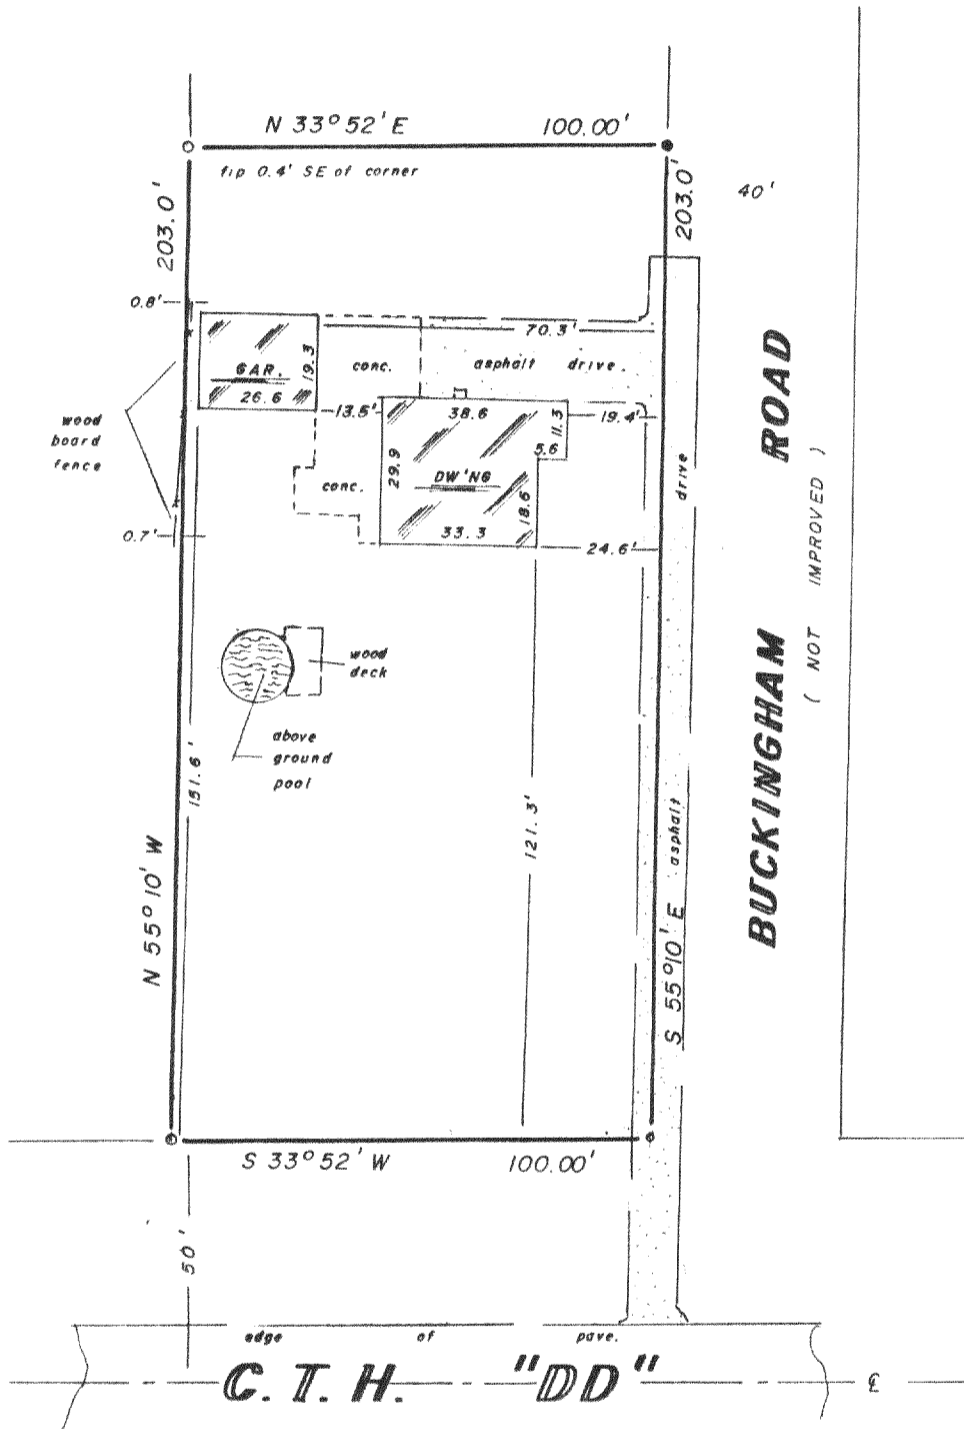 N 33° 52' E 100.00'
fip 0.4' SE of corner
203.0'
203.0'
40'
0.8'
70.3'
GAR.
19.3
26.6
conc.
asphalt drive.
13.5'
38.6
11.3
19.4'
wood
board
fence
29.9
5.6
DW'NG
conc.
18.6
33.3
0.7'
24.6'
drive
BUCKINGHAM ROAD
( NOT IMPROVED )
wood
deck
above
ground
pool
151.6'
121.3'
asphalt
N 55° 10' W
S 55° 10' E
S 33° 52' W 100.00'
50'
edge of pave.
C. T. H. "DD"
℄